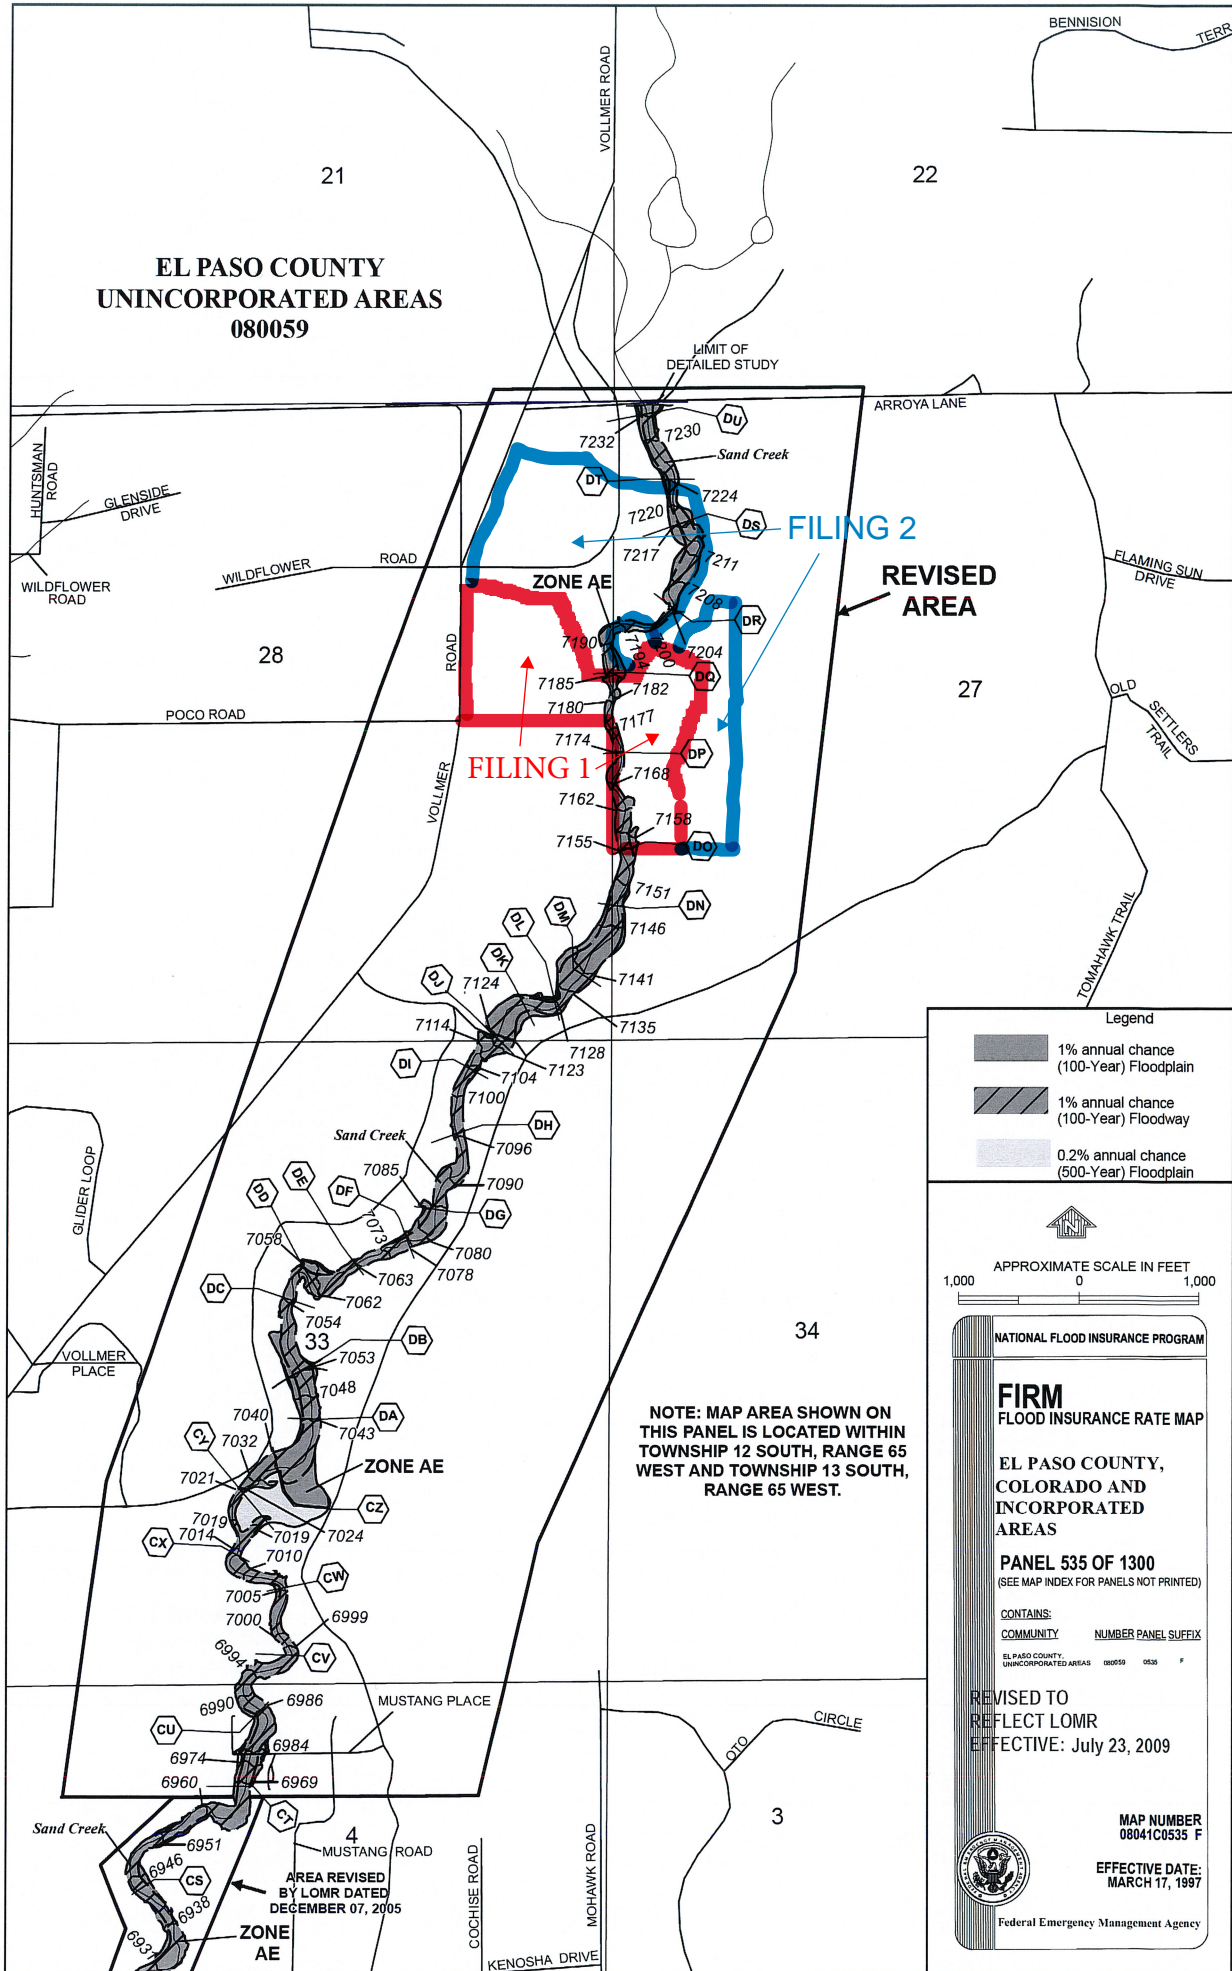 BENNISION
TERR
VOLLMER ROAD
21
22
EL PASO COUNTY
UNINCORPORATED AREAS
080059
LIMIT OF
DETAILED STUDY
ARROYA LANE
DU
7232
7230
Sand Creek
HUNTSMAN
ROAD
GLENSIDE
DRIVE
DT
7224
7220
DS
FILING 2
7217
7211
WILDFLOWER
ROAD
WILDFLOWER
ROAD
ZONE AE
REVISED
AREA
FLAMING SUN
DRIVE
7208
DR
7190
7194
7200
7204
28
ROAD
7185
7182
DQ
27
OLD
SETTLERS
TRAIL
7180
POCO ROAD
7177
7174
DP
FILING 1
7168
VOLLMER
7162
7158
7155
DO
7151
DN
7146
DM
DL
DK
DJ
7124
7141
TOMAHAWK TRAIL
7114
7135
7128
7123
DI
7104
7100
Legend
1% annual chance
(100-Year) Floodplain
1% annual chance
(100-Year) Floodway
0.2% annual chance
(500-Year) Floodplain
DH
Sand Creek
7096
GLIDER LOOP
7085
7090
DE
DD
DF
DG
7073
7058
7080
7078
7063
N
APPROXIMATE SCALE IN FEET
1,000
0
1,000
DC
7062
7054
33
34
DB
VOLLMER
PLACE
7053
7048
DA
7043
7040
CY
7032
ZONE AE
7021
CZ
7019
7019
7024
CX
7014
7010
CW
7005
7000
6999
6994
CV
NOTE: MAP AREA SHOWN ON
THIS PANEL IS LOCATED WITHIN
TOWNSHIP 12 SOUTH, RANGE 65
WEST AND TOWNSHIP 13 SOUTH,
RANGE 65 WEST.
NATIONAL FLOOD INSURANCE PROGRAM
FIRM
FLOOD INSURANCE RATE MAP
EL PASO COUNTY,
COLORADO AND
INCORPORATED
AREAS
PANEL 535 OF 1300
(SEE MAP INDEX FOR PANELS NOT PRINTED)
CONTAINS:
COMMUNITY NUMBER PANEL SUFFIX
EL PASO COUNTY,
UNINCORPORATED AREAS 080059 0535 F
REVISED TO
REFLECT LOMR
EFFECTIVE: July 23, 2009
MAP NUMBER
08041C0535 F
EFFECTIVE DATE:
MARCH 17, 1997
Federal Emergency Management Agency
6990
6986
MUSTANG PLACE
CU
6984
6974
6960
6969
CT
CIRCLE
OTO
3
4
Sand Creek
6951
MUSTANG ROAD
6946
CS
AREA REVISED
BY LOMR DATED
DECEMBER 07, 2005
6938
6931
ZONE
AE
COCHISE ROAD
MOHAWK ROAD
KENOSHA DRIVE